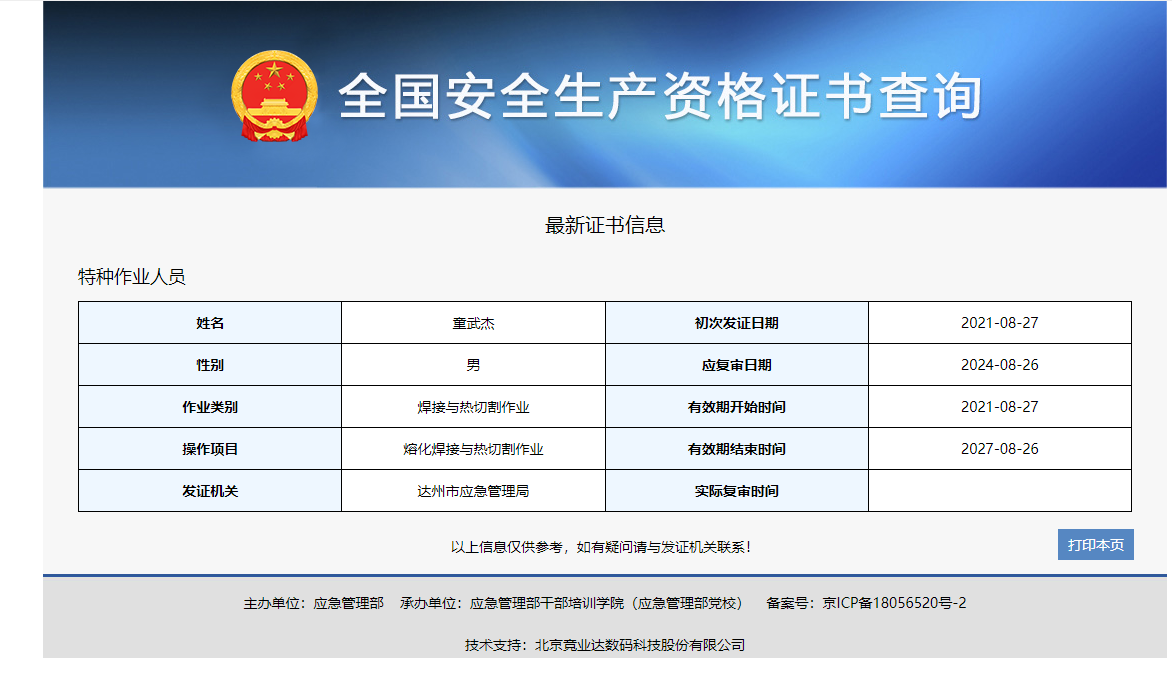 全国安全生产资格证书查询
最新证书信息
特种作业人员
姓名 童武杰 初次发证日期 2021-08-27
性别 男 应复审日期 2024-08-26
作业类别 焊接与热切割作业 有效期开始时间 2021-08-27
操作项目 熔化焊接与热切割作业 有效期结束时间 2027-08-26
发证机关 达州市应急管理局 实际复审时间
以上信息仅供参考，如有疑问请与发证机关联系！
打印本页
主办单位：应急管理部 承办单位：应急管理部干部培训学院（应急管理部党校） 备案号：京ICP备18056520号-2
技术支持：北京竟业达数码科技股份有限公司